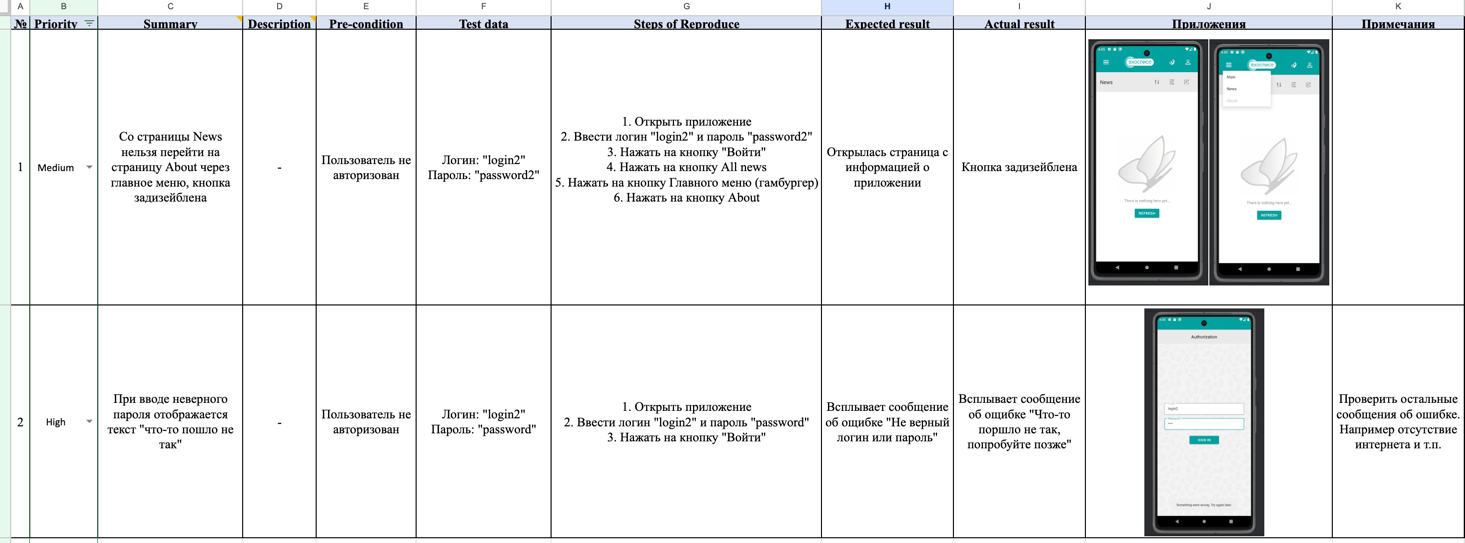 A B C D E F G H I J K
№ Priority Summary Description Pre-condition Test data Steps of Reproduce Expected result Actual result Приложения Примечания
1
Medium
Со страницы News
нельзя перейти на
страницу About через
главное меню, кнопка
задизейблена
-
Пользователь не
авторизован
Логин: "login2"
Пароль: "password2"
1. Открыть приложение
2. Ввести логин "login2" и пароль "password2"
3. Нажать на кнопку "Войти"
4. Нажать на кнопку All news
5. Нажать на кнопку Главного меню (гамбургер)
6. Нажать на кнопку About
Открылась страница с
информацией о
приложении
Кнопка задизейблена
News
There is nothing here yet...
REFRESH
Main
News
About
There is nothing here yet...
REFRESH
2
High
При вводе неверного
пароля отображается
текст "что-то пошло не
так"
-
Пользователь не
авторизован
Логин: "login2"
Пароль: "password"
1. Открыть приложение
2. Ввести логин "login2" и пароль "password"
3. Нажать на кнопку "Войти"
Всплывает сообщение
об ощибке "Не верный
логин или пароль"
Всплывает сообщение
об ощибке "Что-то
поршло не так,
попробуйте позже"
Authorization
login2
SIGN IN
Something went wrong. Try again later.
Проверить остальные
сообщения об ошибке.
Например отсутствие
интернета и т.п.